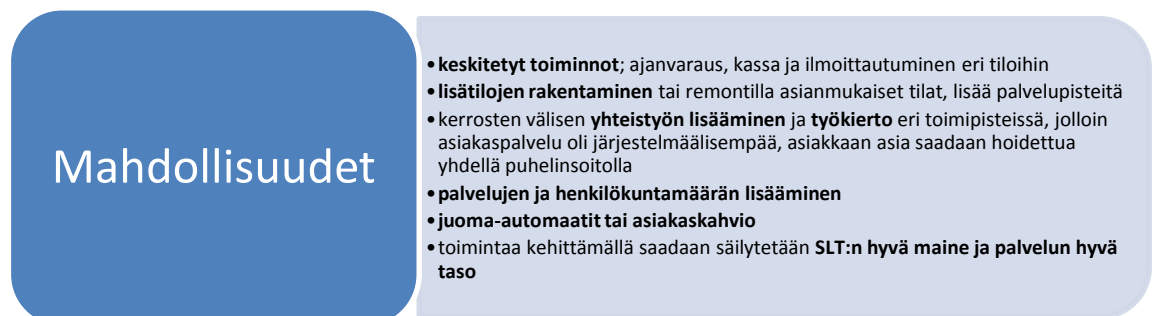 Mahdollisuudet
•keskitetyt toiminnot; ajanvaraus, kassa ja ilmoittautuminen eri tiloihin
•lisätilojen rakentaminen tai remontilla asianmukaiset tilat, lisää palvelupisteitä
•kerrosten välisen yhteistyön lisääminen ja työkierto eri toimipisteissä, jolloin
asiakaspalvelu oli järjestelmäälisempää, asiakkaan asia saadaan hoidettua
yhdellä puhelinsoitolla
•palvelujen ja henkilökuntamäärän lisääminen
•juoma-automaatit tai asiakaskahvio
•toimintaa kehittämällä saadaan säilytetään SLT:n hyvä maine ja palvelun hyvä
taso